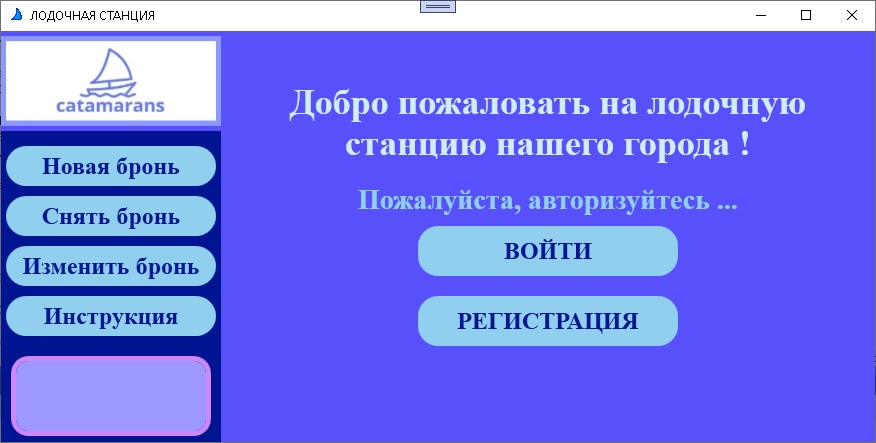 ЛОДОЧНАЯ СТАНЦИЯ
catamarans
Новая бронь
Снять бронь
Изменить бронь
Инструкция
Добро пожаловать на лодочную
станцию нашего города !
Пожалуйста, авторизуйтесь ...
ВОЙТИ
РЕГИСТРАЦИЯ